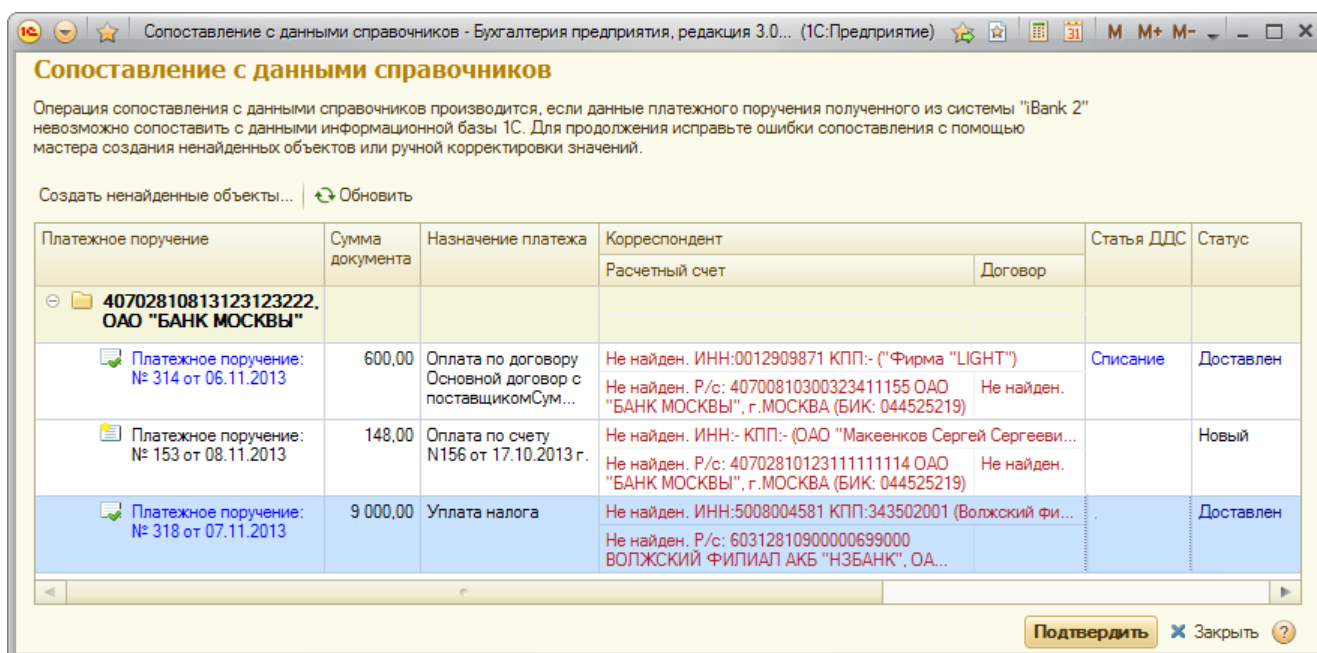 Сопоставление с данными справочников - Бухгалтерия предприятия, редакция 3.0... (1С:Предприятие)
31 M M+ M-
Сопоставление с данными справочников
Операция сопоставления с данными справочников производится, если данные платежного поручения полученного из системы "iBank 2"
невозможно сопоставить с данными информационной базы 1С. Для продолжения исправьте ошибки сопоставления с помощью
мастера создания ненайденных объектов или ручной корректировки значений.
Создать ненайденные объекты... Обновить
Платежное поручение
Сумма
документа
Назначение платежа
Корреспондент
Расчетный счет
Договор
Статья ДДС
Статус
40702810813123123222,
ОАО "БАНК МОСКВЫ"
Платежное поручение:
№ 314 от 06.11.2013
600,00
Оплата по договору
Основной договор с
поставщикомСум...
Не найден. ИНН:0012909871 КПП:- ("Фирма "LIGHT")
Не найден. Р/с: 40700810300323411155 ОАО
"БАНК МОСКВЫ", г.МОСКВА (БИК: 044525219)
Не найден.
Списание
Доставлен
Платежное поручение:
№ 153 от 08.11.2013
148,00
Оплата по счету
N156 от 17.10.2013 г.
Не найден. ИНН:- КПП:- (ОАО "Макеенков Сергей Сергееви...
Не найден. Р/с: 40702810123111111114 ОАО
"БАНК МОСКВЫ", г.МОСКВА (БИК: 044525219)
Не найден.
Новый
Платежное поручение:
№ 318 от 07.11.2013
9 000,00
Уплата налога
Не найден. ИНН:5008004581 КПП:343502001 (Волжский фи...
Не найден. Р/с: 60312810900000699000
ВОЛЖСКИЙ ФИЛИАЛ АКБ "НЗБАНК", ОА...
Доставлен
Подтвердить
Закрыть
?